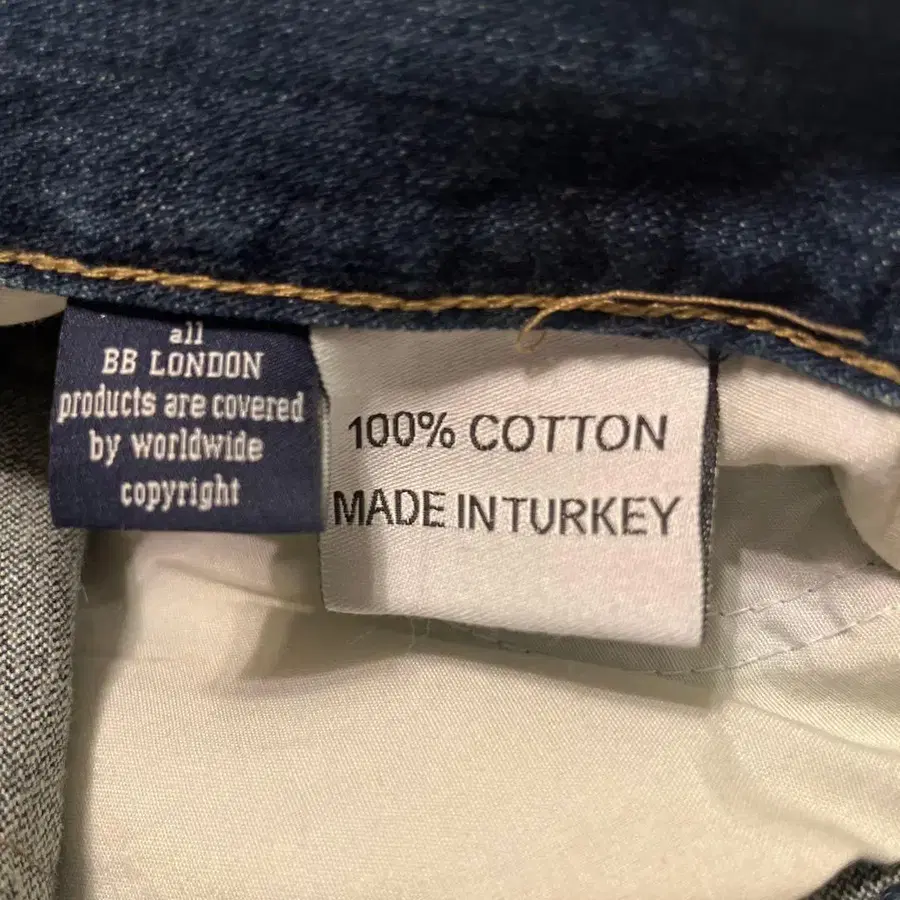 all
BB LONDON
products are covered
by worldwide
copyright
100% COTTON
MADE IN TURKEY